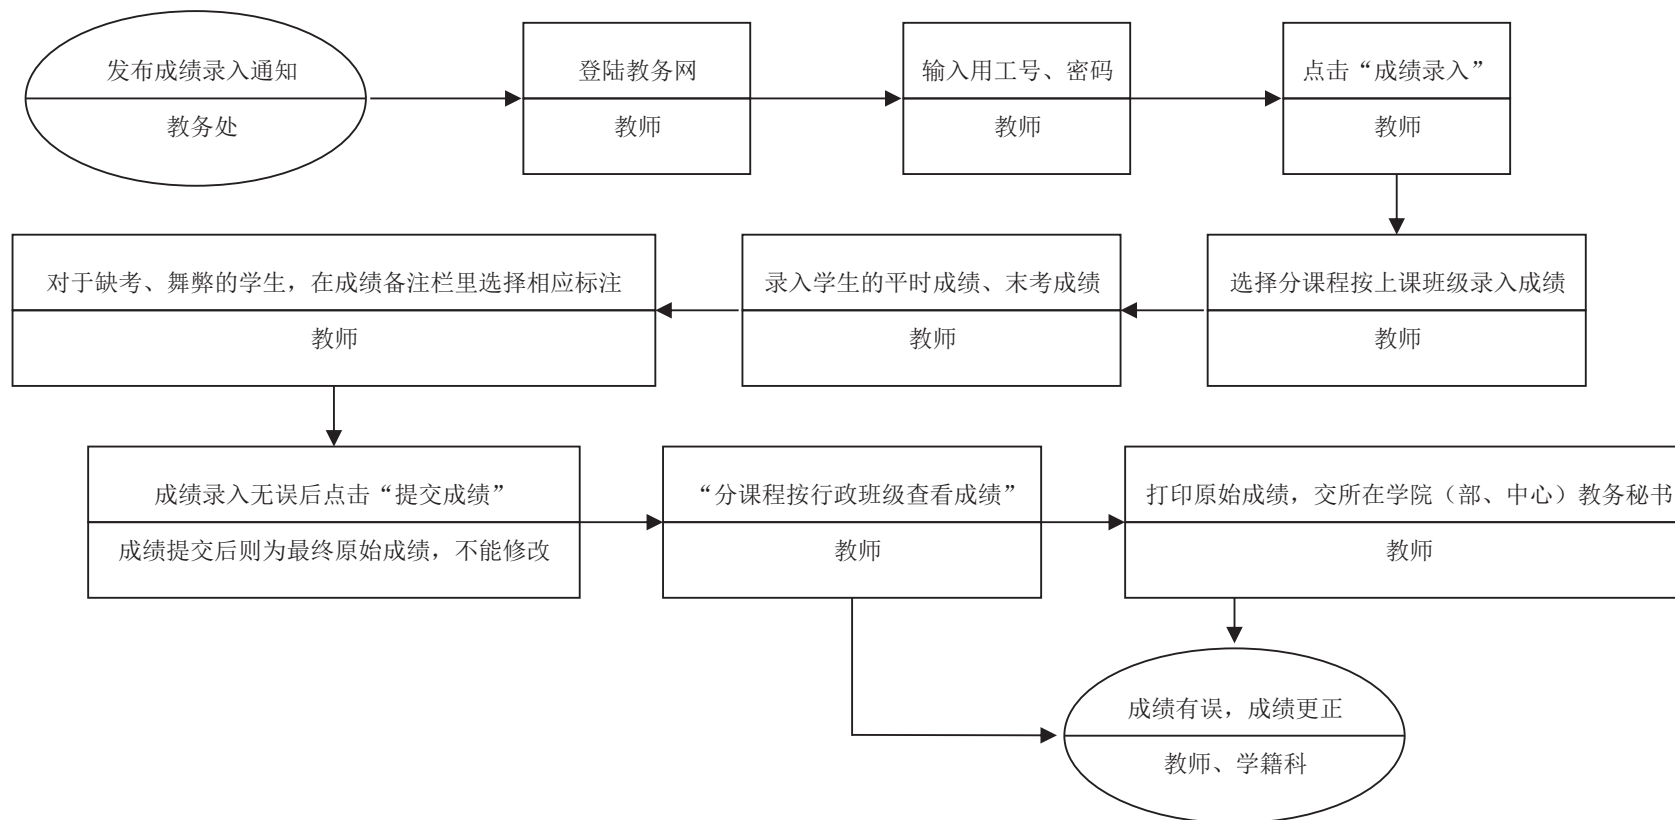 发布成绩录入通知
教务处
登陆教务网
教师
输入用工号、密码
教师
点击“成绩录入”
教师
选择分课程按上课班级录入成绩
教师
录入学生的平时成绩、末考成绩
教师
对于缺考、舞弊的学生，在成绩备注栏里选择相应标注
教师
成绩录入无误后点击“提交成绩”
成绩提交后则为最终原始成绩，不能修改
“分课程按行政班级查看成绩”
教师
打印原始成绩，交所在学院（部、中心）教务秘书
教师
成绩有误，成绩更正
教师、学籍科